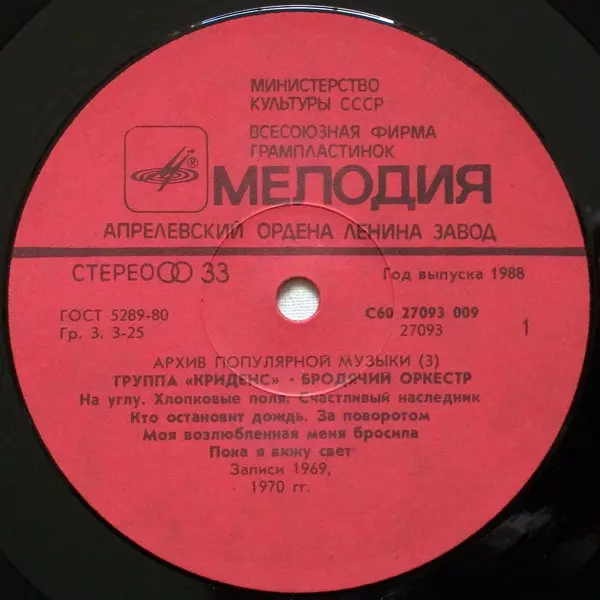 МИНИСТЕРСТВО
КУЛЬТУРЫ СССР
ВСЕСОЮЗНАЯ ФИРМА
ГРАМПЛАСТИНОК
®
МЕЛОДИЯ
АПРЕЛЕВСКИЙ ОРДЕНА ЛЕНИНА ЗАВОД
СТЕРЕО 33
Год выпуска 1988
ГОСТ 5289-80
С60 27093 009
Гр. 3. 3-25
27093
1
АРХИВ ПОПУЛЯРНОЙ МУЗЫКИ (3)
ГРУППА «КРИДЕНС» · БРОДЯЧИЙ ОРКЕСТР
На углу. Хлопковые поля. Счастливый наследник
Кто остановит дождь. За поворотом
Моя возлюбленная меня бросила
Пока я вижу свет
Записи 1969,
1970 гг.